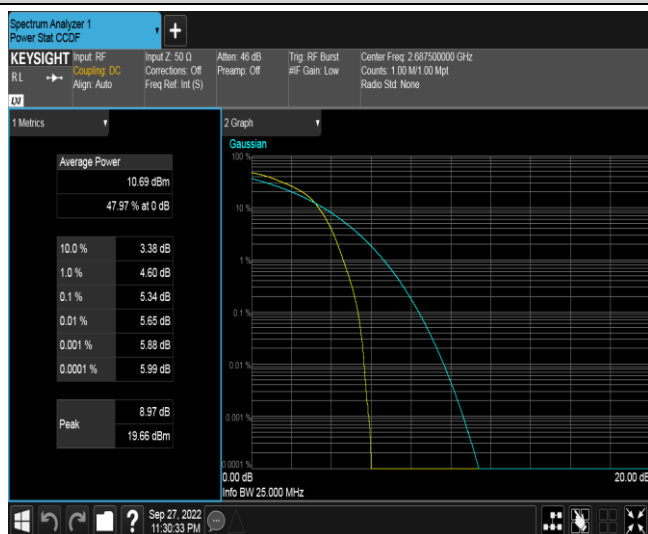 Spectrum Analyzer 1
Power Stat CCDF
+
KEYSIGHT
RL
LXI
Input: RF
Coupling: DC
Align: Auto
Input Z: 50 Ω
Corrections: Off
Freq Ref: Int (S)
Atten: 46 dB
Preamp: Off
Trig: RF Burst
#IF Gain: Low
Center Freq: 2.687500000 GHz
Counts: 1.00 M/1.00 Mpt
Radio Std: None
1 Metrics
Average Power
10.69 dBm
47.97 % at 0 dB
10.0 % 3.38 dB
1.0 % 4.60 dB
0.1 % 5.34 dB
0.01 % 5.65 dB
0.001 % 5.88 dB
0.0001 % 5.99 dB
Peak
8.97 dB
19.66 dBm
2 Graph
Gaussian
100 %
10 %
1 %
0.1 %
0.01 %
0.001 %
0.0001 %
0.00 dB
20.00 dB
Info BW 25.000 MHz
?
Sep 27, 2022
11:30:33 PM